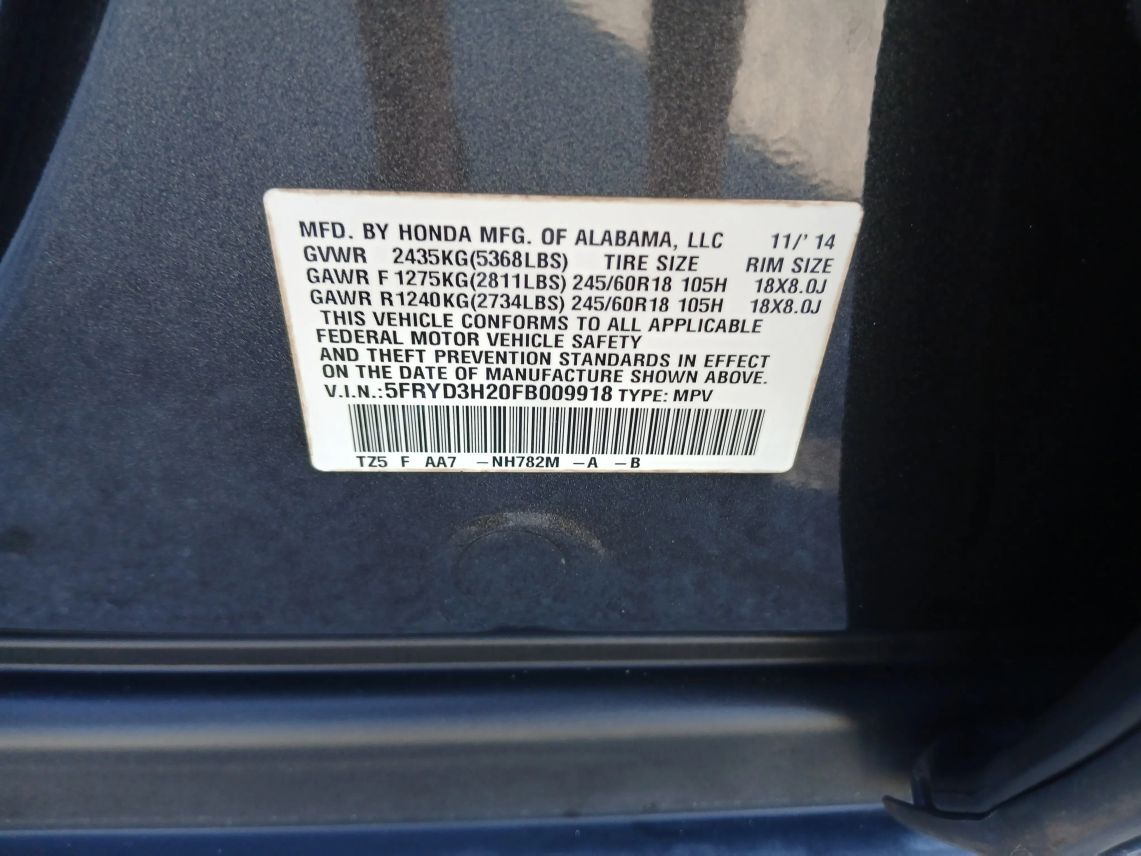 MFD. BY HONDA MFG. OF ALABAMA, LLC 11/' 14
GVWR 2435KG(5368LBS) TIRE SIZE RIM SIZE
GAWR F 1275KG(2811LBS) 245/60R18 105H 18X8.0J
GAWR R1240KG(2734LBS) 245/60R18 105H 18X8.0J
THIS VEHICLE CONFORMS TO ALL APPLICABLE
FEDERAL MOTOR VEHICLE SAFETY
AND THEFT PREVENTION STANDARDS IN EFFECT
ON THE DATE OF MANUFACTURE SHOWN ABOVE.
V.I.N.:5FRYD3H20FB009918 TYPE: MPV
TZ5 F AA7 -NH782M -A -B